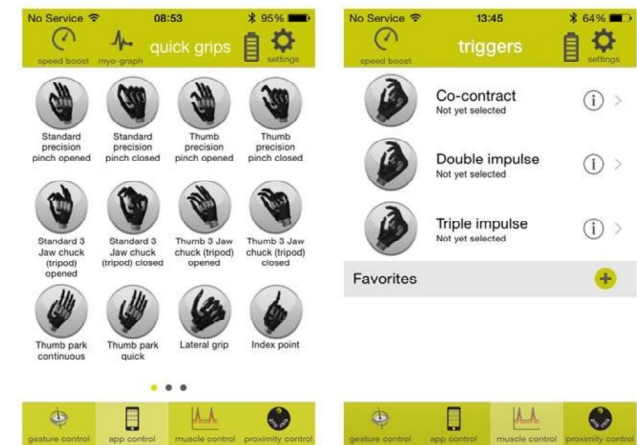 No Service 08:53 95%
speed boost myo-graph quick grips settings
Standard precision pinch opened
Standard precision pinch closed
Thumb precision pinch opened
Thumb precision pinch closed
Standard 3 Jaw chuck (tripod) opened
Standard 3 Jaw chuck (tripod) closed
Thumb 3 Jaw chuck (tripod) opened
Thumb 3 Jaw chuck (tripod) closed
Thumb park continuous
Thumb park quick
Lateral grip
Index point
gesture control app control muscle control proximity control
No Service 13:45 64%
speed boost triggers settings
Co-contract
Not yet selected
Double impulse
Not yet selected
Triple impulse
Not yet selected
Favorites
gesture control app control muscle control proximity control